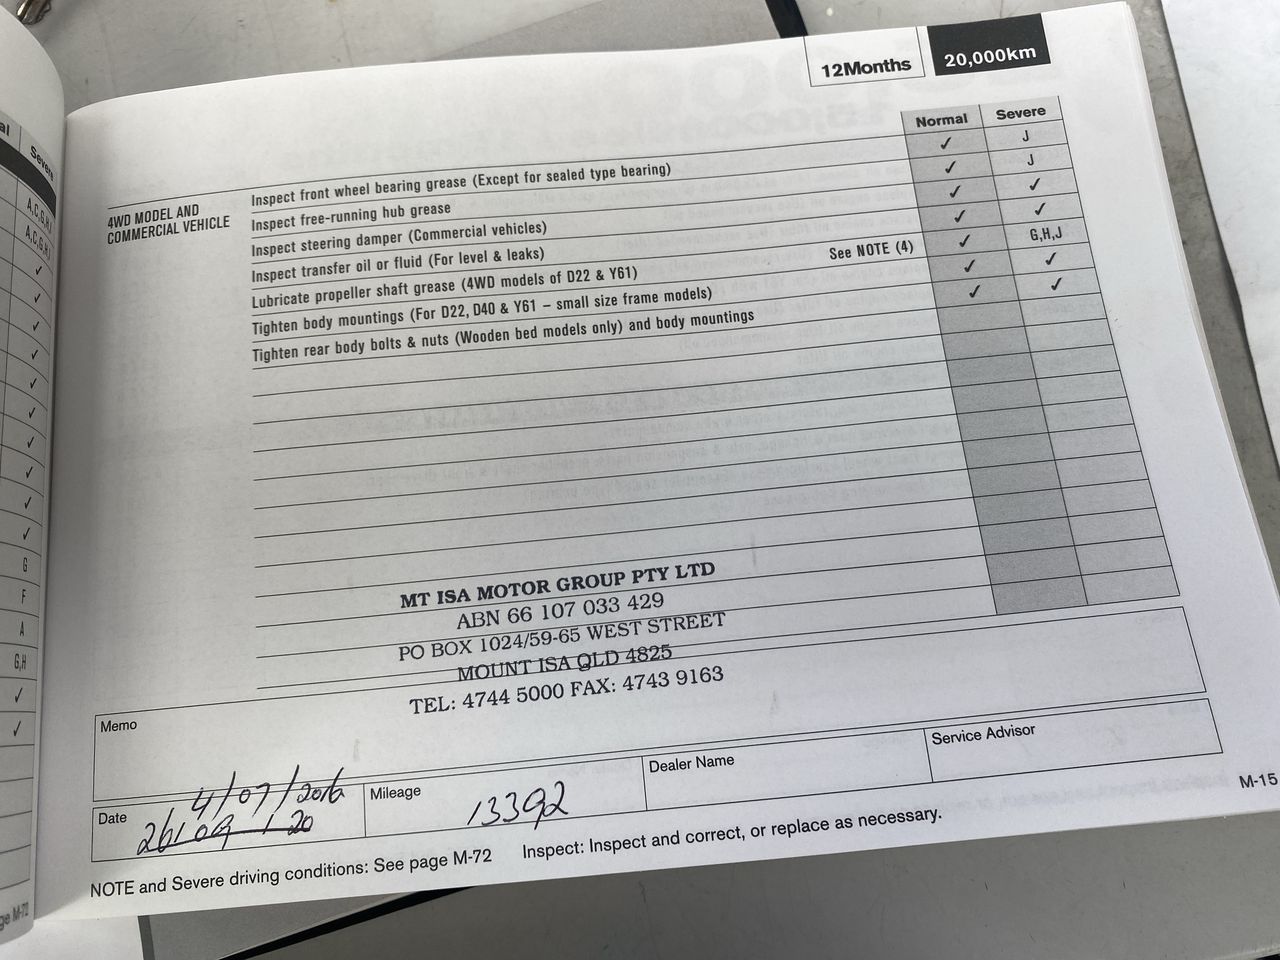 12Months 20,000km
Normal Severe
4WD MODEL AND COMMERCIAL VEHICLE
Inspect front wheel bearing grease (Except for sealed type bearing) ✓ J
Inspect free-running hub grease ✓ J
Inspect steering damper (Commercial vehicles) ✓ ✓
Inspect transfer oil or fluid (For level & leaks) ✓ ✓
Lubricate propeller shaft grease (4WD models of D22 & Y61) See NOTE (4) ✓ G,H,J
Tighten body mountings (For D22, D40 & Y61 – small size frame models) ✓ ✓
Tighten rear body bolts & nuts (Wooden bed models only) and body mountings ✓ ✓
MT ISA MOTOR GROUP PTY LTD
ABN 66 107 033 429
PO BOX 1024/59-65 WEST STREET
MOUNT ISA QLD 4825
TEL: 4744 5000 FAX: 4743 9163
Memo
Date 4/07/2016
26/09/20
Mileage 13392
Dealer Name
Service Advisor
NOTE and Severe driving conditions: See page M-72 Inspect: Inspect and correct, or replace as necessary.
M-15
al Severe
A,C,G,H,J
A,C,G,H,J
✓
✓
✓
✓
✓
✓
✓
✓
✓
✓
G
F
A
G,H
✓
✓
ge M-72